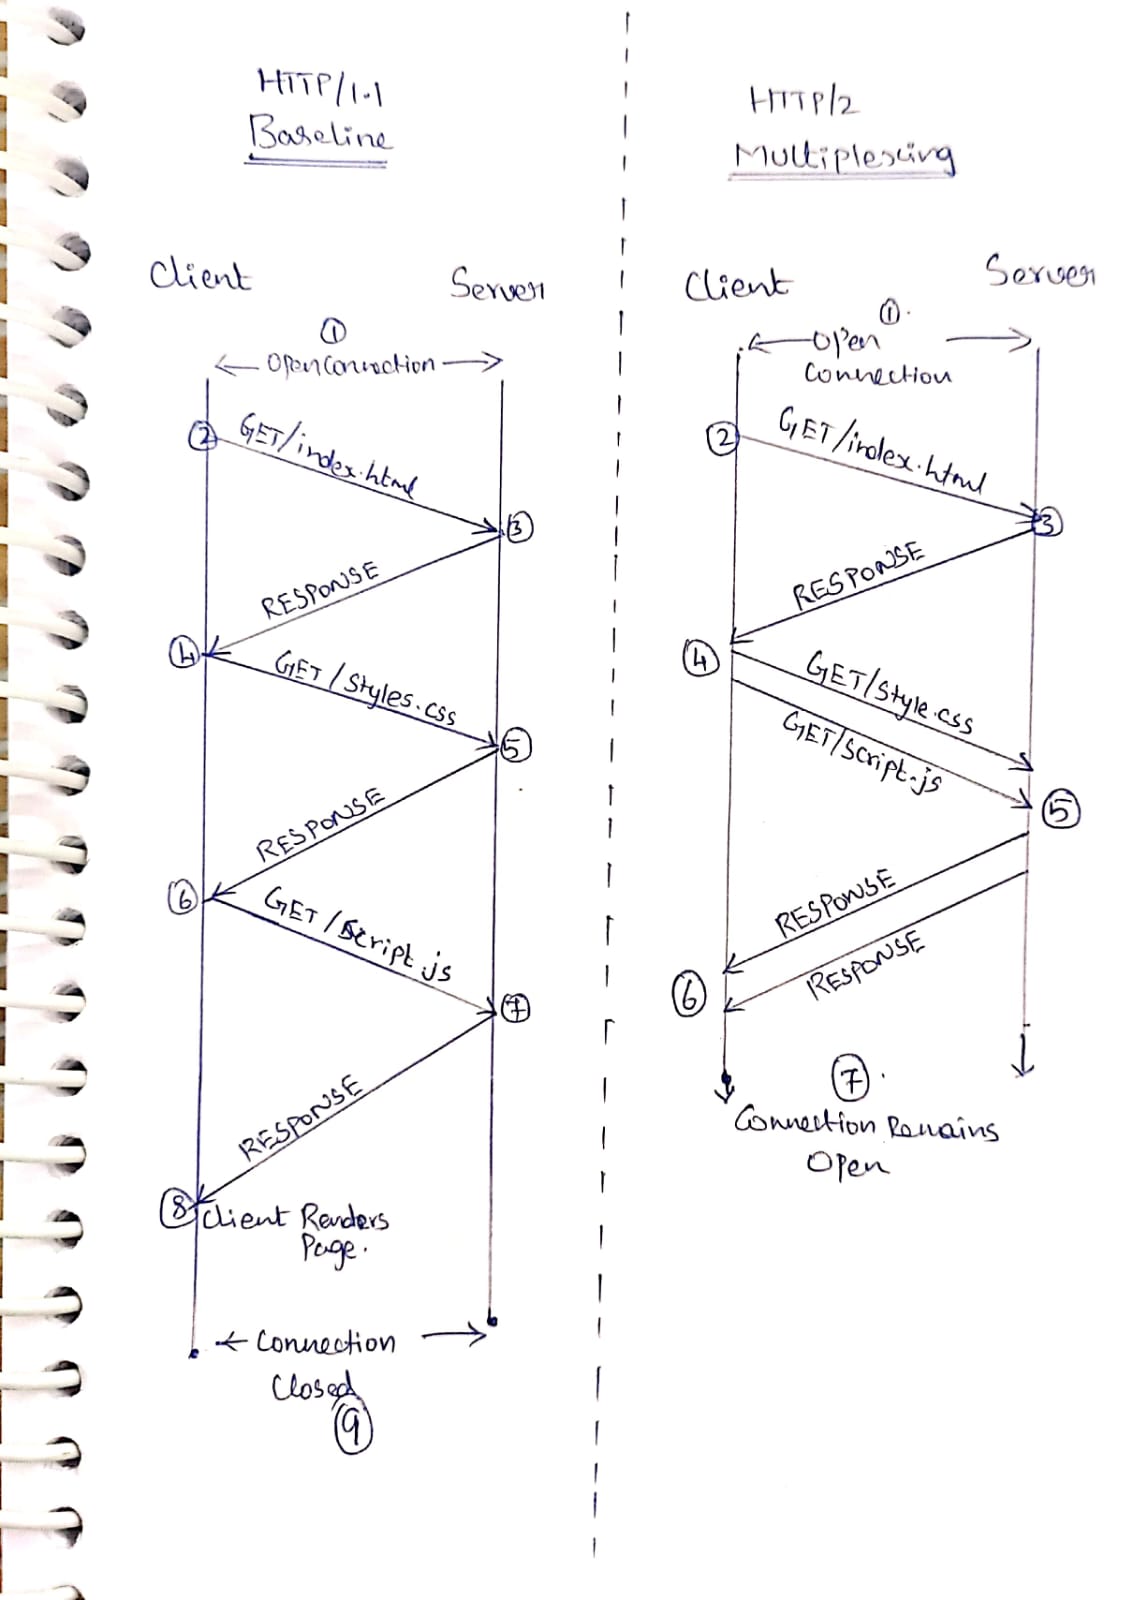 HTTP/1.1
Baseline
Client
Server
①
Open Connection
②
GET/index.html
③
RESPONSE
④
GET/Styles.css
⑤
RESPONSE
⑥
GET/Script.js
⑦
RESPONSE
⑧
Client Renders
Page.
Connection
Closed
⑨
HTTP/2
Multiplexing
Client
Server
①.
Open
Connection
②
GET/index.html
③
RESPONSE
④
GET/Style.css
GET/Script.js
⑤
RESPONSE
RESPONSE
⑥
⑦.
Connection Remains
Open